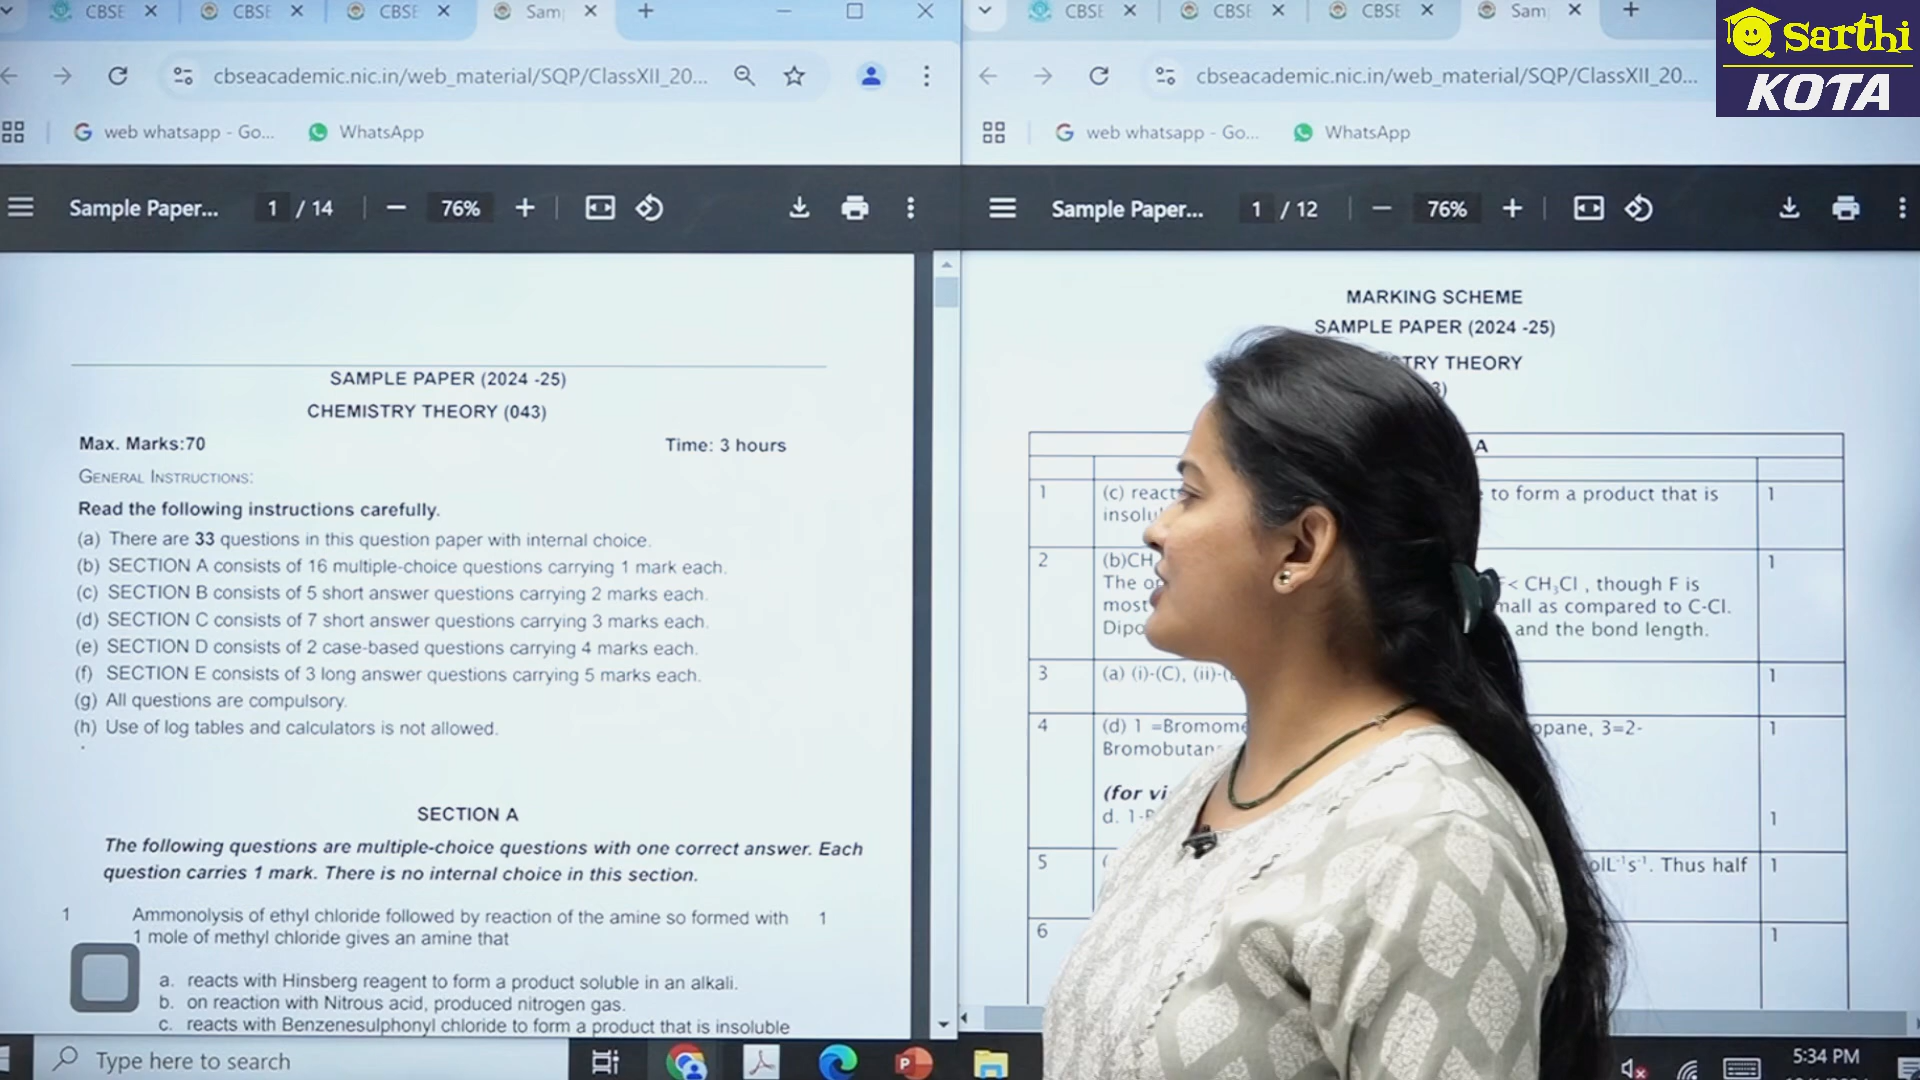 CBSE
CBSE
CBSE
Sam
cbseacademic.nic.in/web_material/SQP/ClassXII_20...
web whatsapp - Go...
WhatsApp
Sample Paper...
1 / 14
76%
SAMPLE PAPER (2024 -25)
CHEMISTRY THEORY (043)
Max. Marks:70
Time: 3 hours
GENERAL INSTRUCTIONS:
Read the following instructions carefully.
(a) There are 33 questions in this question paper with internal choice.
(b) SECTION A consists of 16 multiple-choice questions carrying 1 mark each.
(c) SECTION B consists of 5 short answer questions carrying 2 marks each.
(d) SECTION C consists of 7 short answer questions carrying 3 marks each.
(e) SECTION D consists of 2 case-based questions carrying 4 marks each.
(f) SECTION E consists of 3 long answer questions carrying 5 marks each.
(g) All questions are compulsory.
(h) Use of log tables and calculators is not allowed.
SECTION A
The following questions are multiple-choice questions with one correct answer. Each
question carries 1 mark. There is no internal choice in this section.
1 Ammonolysis of ethyl chloride followed by reaction of the amine so formed with 1
1 mole of methyl chloride gives an amine that
a. reacts with Hinsberg reagent to form a product soluble in an alkali.
b. on reaction with Nitrous acid, produced nitrogen gas.
c. reacts with Benzenesulphonyl chloride to form a product that is insoluble
Type here to search
CBSE
CBSE
CBSE
Sam
cbseacademic.nic.in/web_material/SQP/ClassXII_20...
web whatsapp - Go...
WhatsApp
Sample Paper...
1 / 12
76%
MARKING SCHEME
SAMPLE PAPER (2024 -25)
TRY THEORY
3)
A
1 (c) react to form a product that is 1
insolu
2 (b)CH 1
The op < CH₃Cl , though F is
most mall as compared to C-Cl.
Dipo and the bond length.
3 (a) (i)-(C), (ii)-( 1
4 (d) 1 =Bromome opane, 3=2- 1
Bromobutan
(for vi
d. 1- 1
5 ( olL⁻¹s⁻¹. Thus half 1
6 1
5:34 PM
Sarthi
KOTA